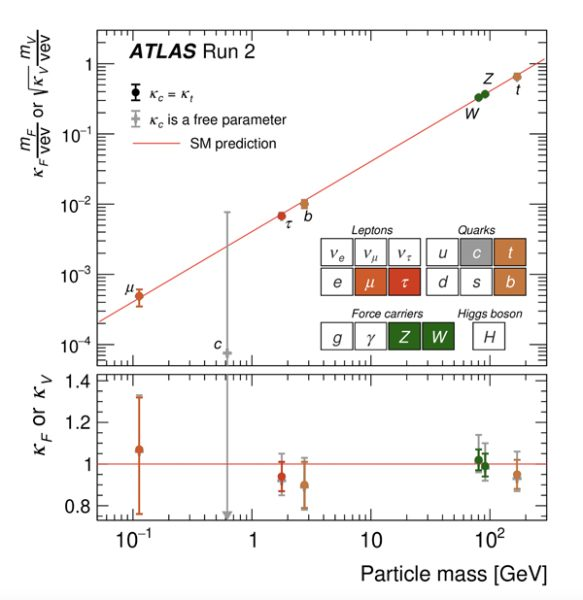 ATLAS Run 2
κ_c = κ_t
κ_c is a free parameter
SM prediction
κ_F m_F/vev or √κ_V m_V/vev
1
10⁻¹
10⁻²
10⁻³
10⁻⁴
μ
c
τ
b
W
Z
t
Leptons Quarks
ν_e ν_μ ν_τ u c t
e μ τ d s b
Force carriers Higgs boson
g γ Z W H
κ_F or κ_V
1.4
1.2
1
0.8
10⁻¹ 1 10 10²
Particle mass [GeV]